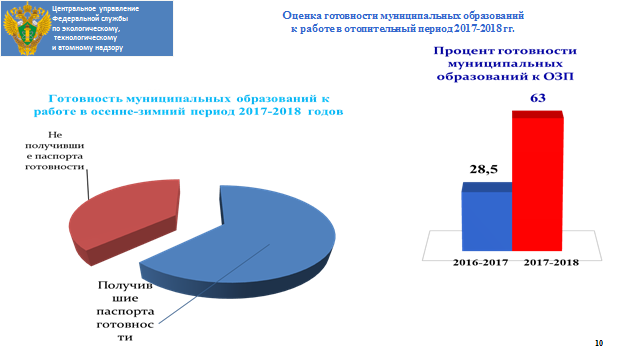 Центральное управление
Федеральной службы
по экологическому,
технологическому
и атомному надзору
Оценка готовности муниципальных образований
к работе в отопительный период 2017-2018 гг.
Процент готовности
муниципальных
образований к ОЗП
63
28,5
2016-2017 2017-2018
Готовность муниципальных образований к
работе в осенне-зимний период 2017-2018 годов
Не
получивши
е паспорта
готовности
Получив
шие
паспорта
готовнос
ти
10